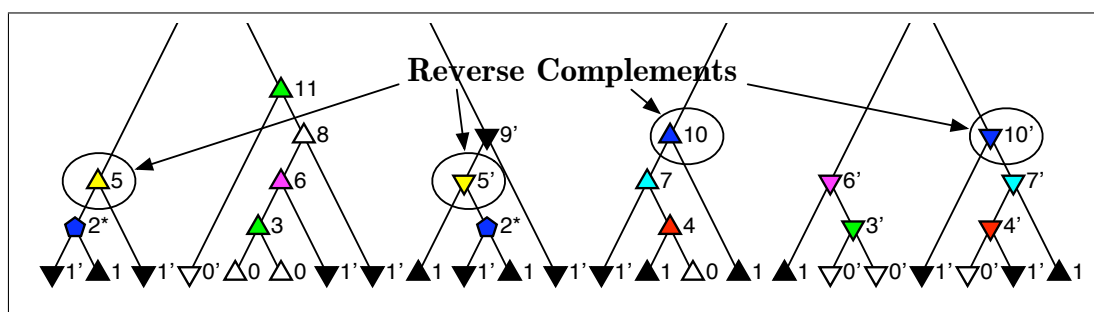 11
Reverse Complements
8 9' 10 10'
5 6 5' 7 6' 7'
2* 3 2* 4 3' 4'
1' 1 1' 0' 0 0 1' 1' 1 1' 1 1' 1' 1 0 1 1 0' 0' 1' 0' 1' 1